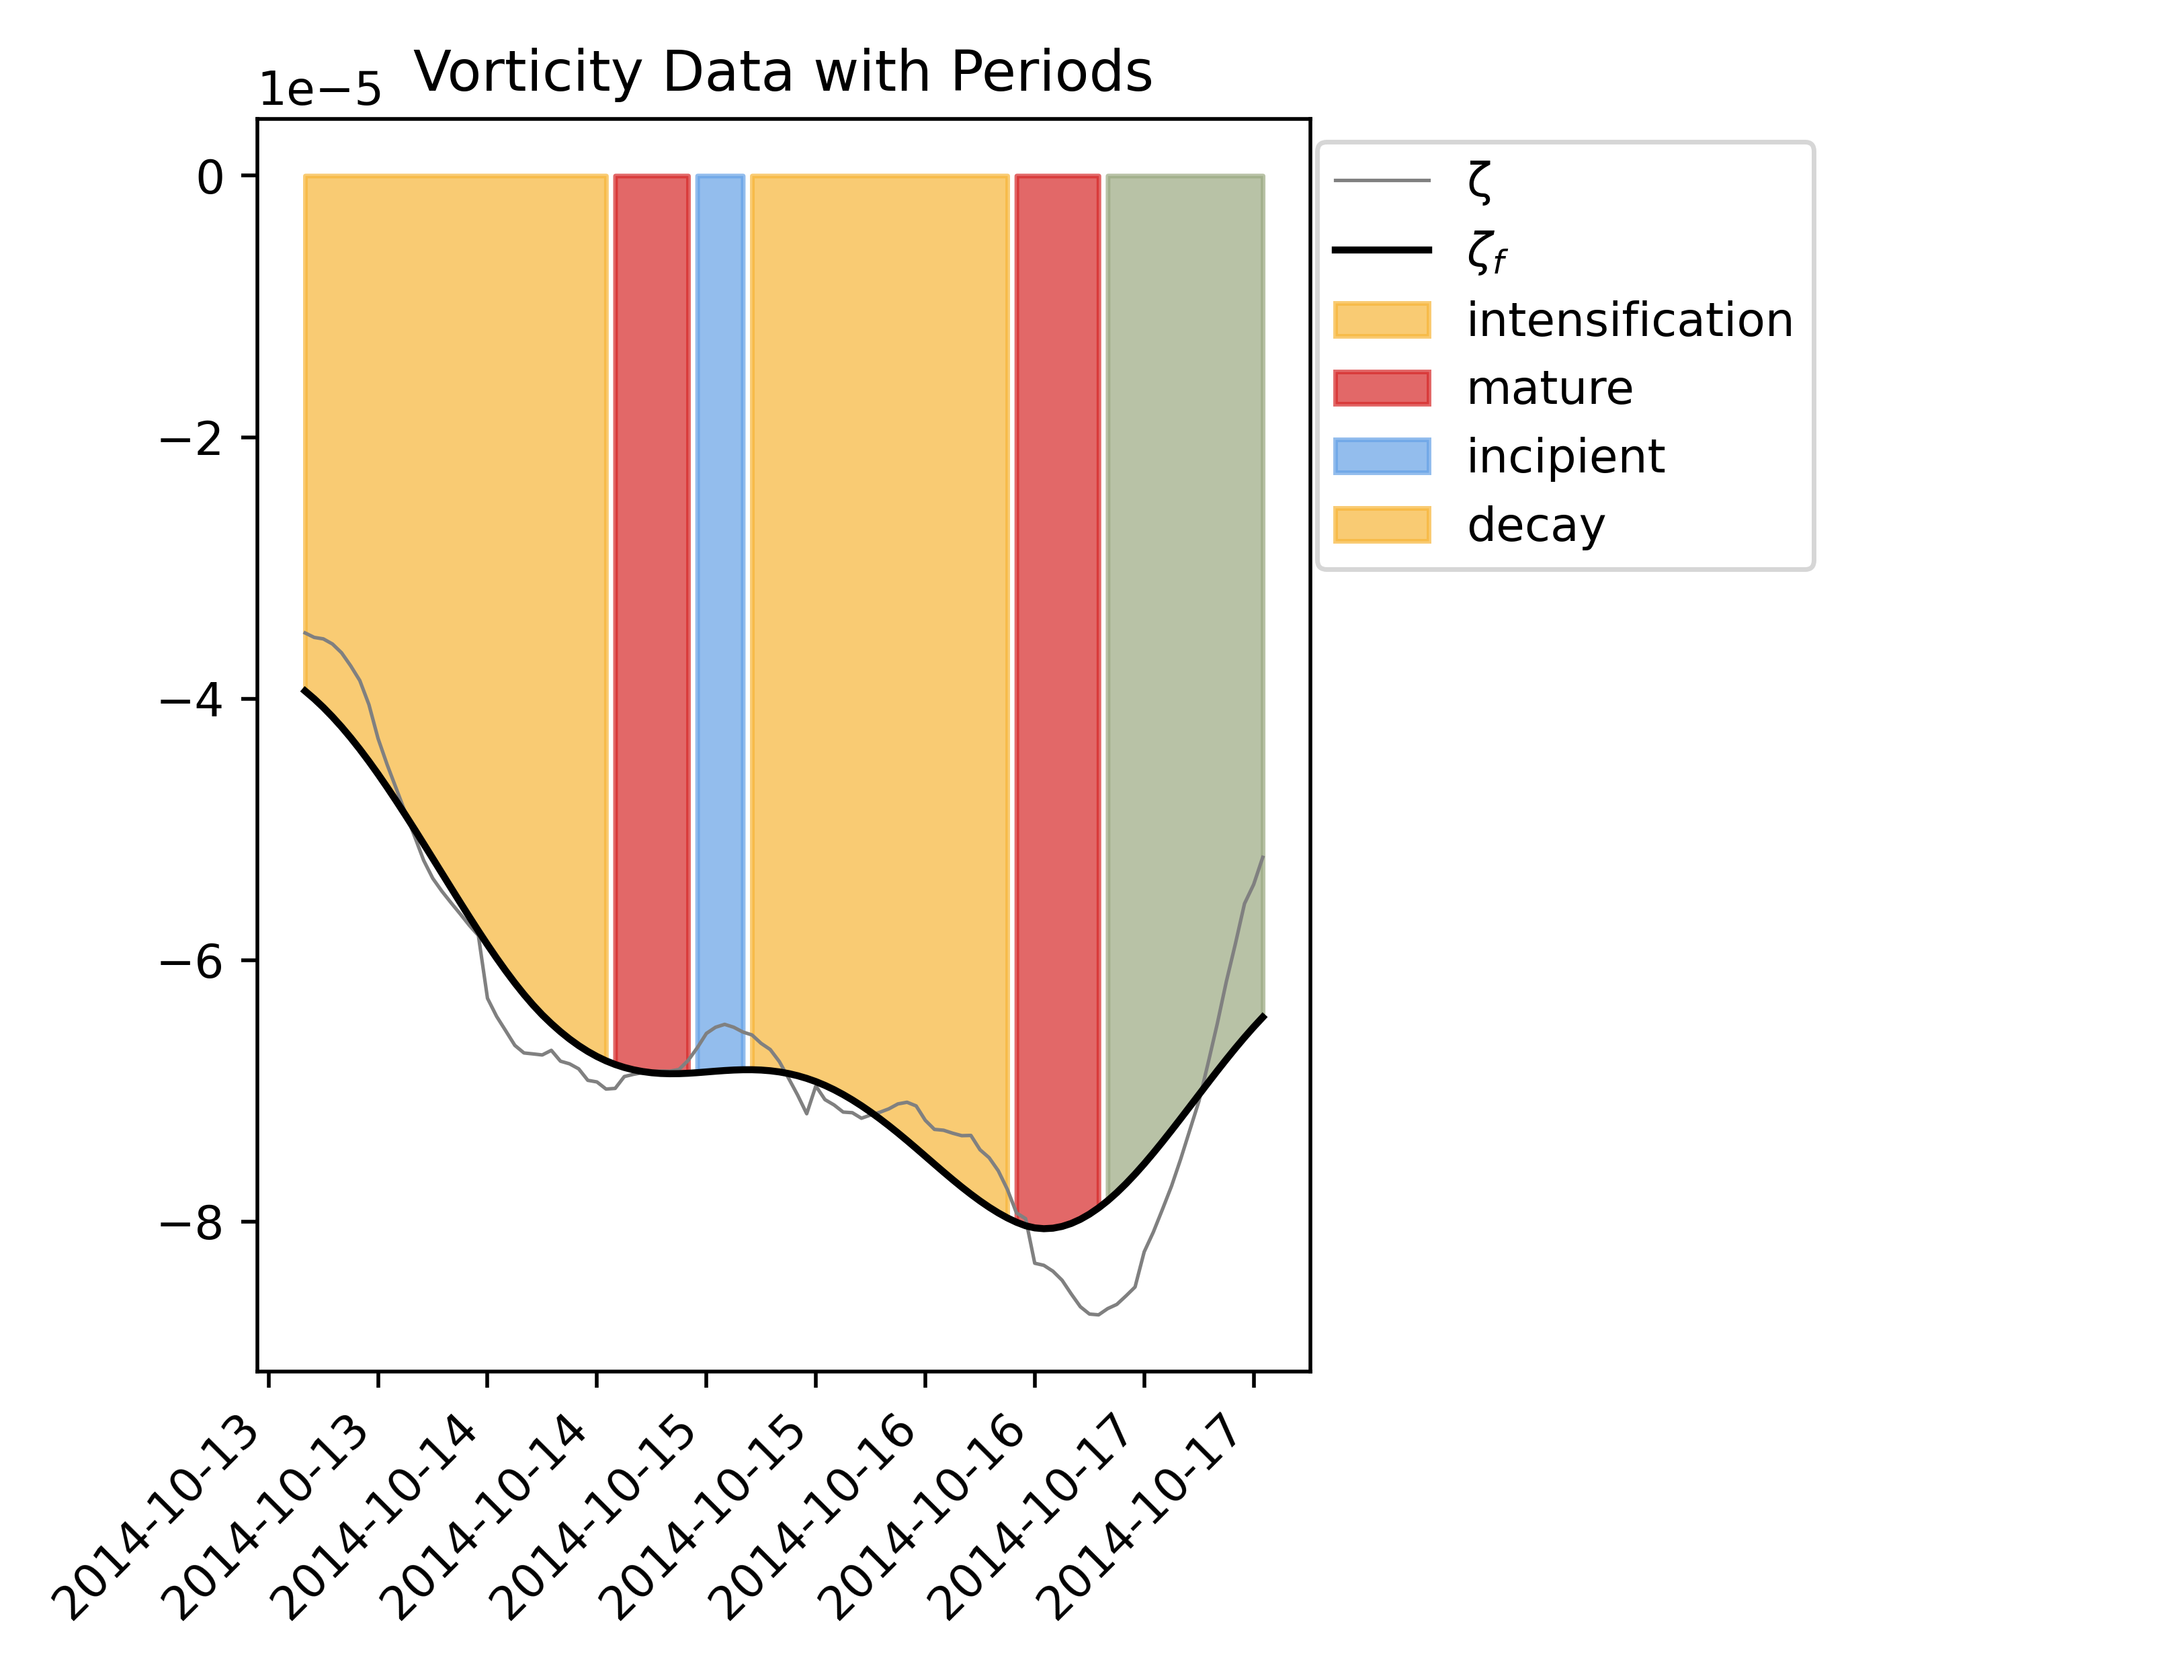 Vorticity Data with Periods
1e−5
0
−2
−4
−6
−8
2014-10-13
2014-10-13
2014-10-14
2014-10-14
2014-10-15
2014-10-15
2014-10-16
2014-10-16
2014-10-17
2014-10-17
ζ
ζf
intensification
mature
incipient
decay